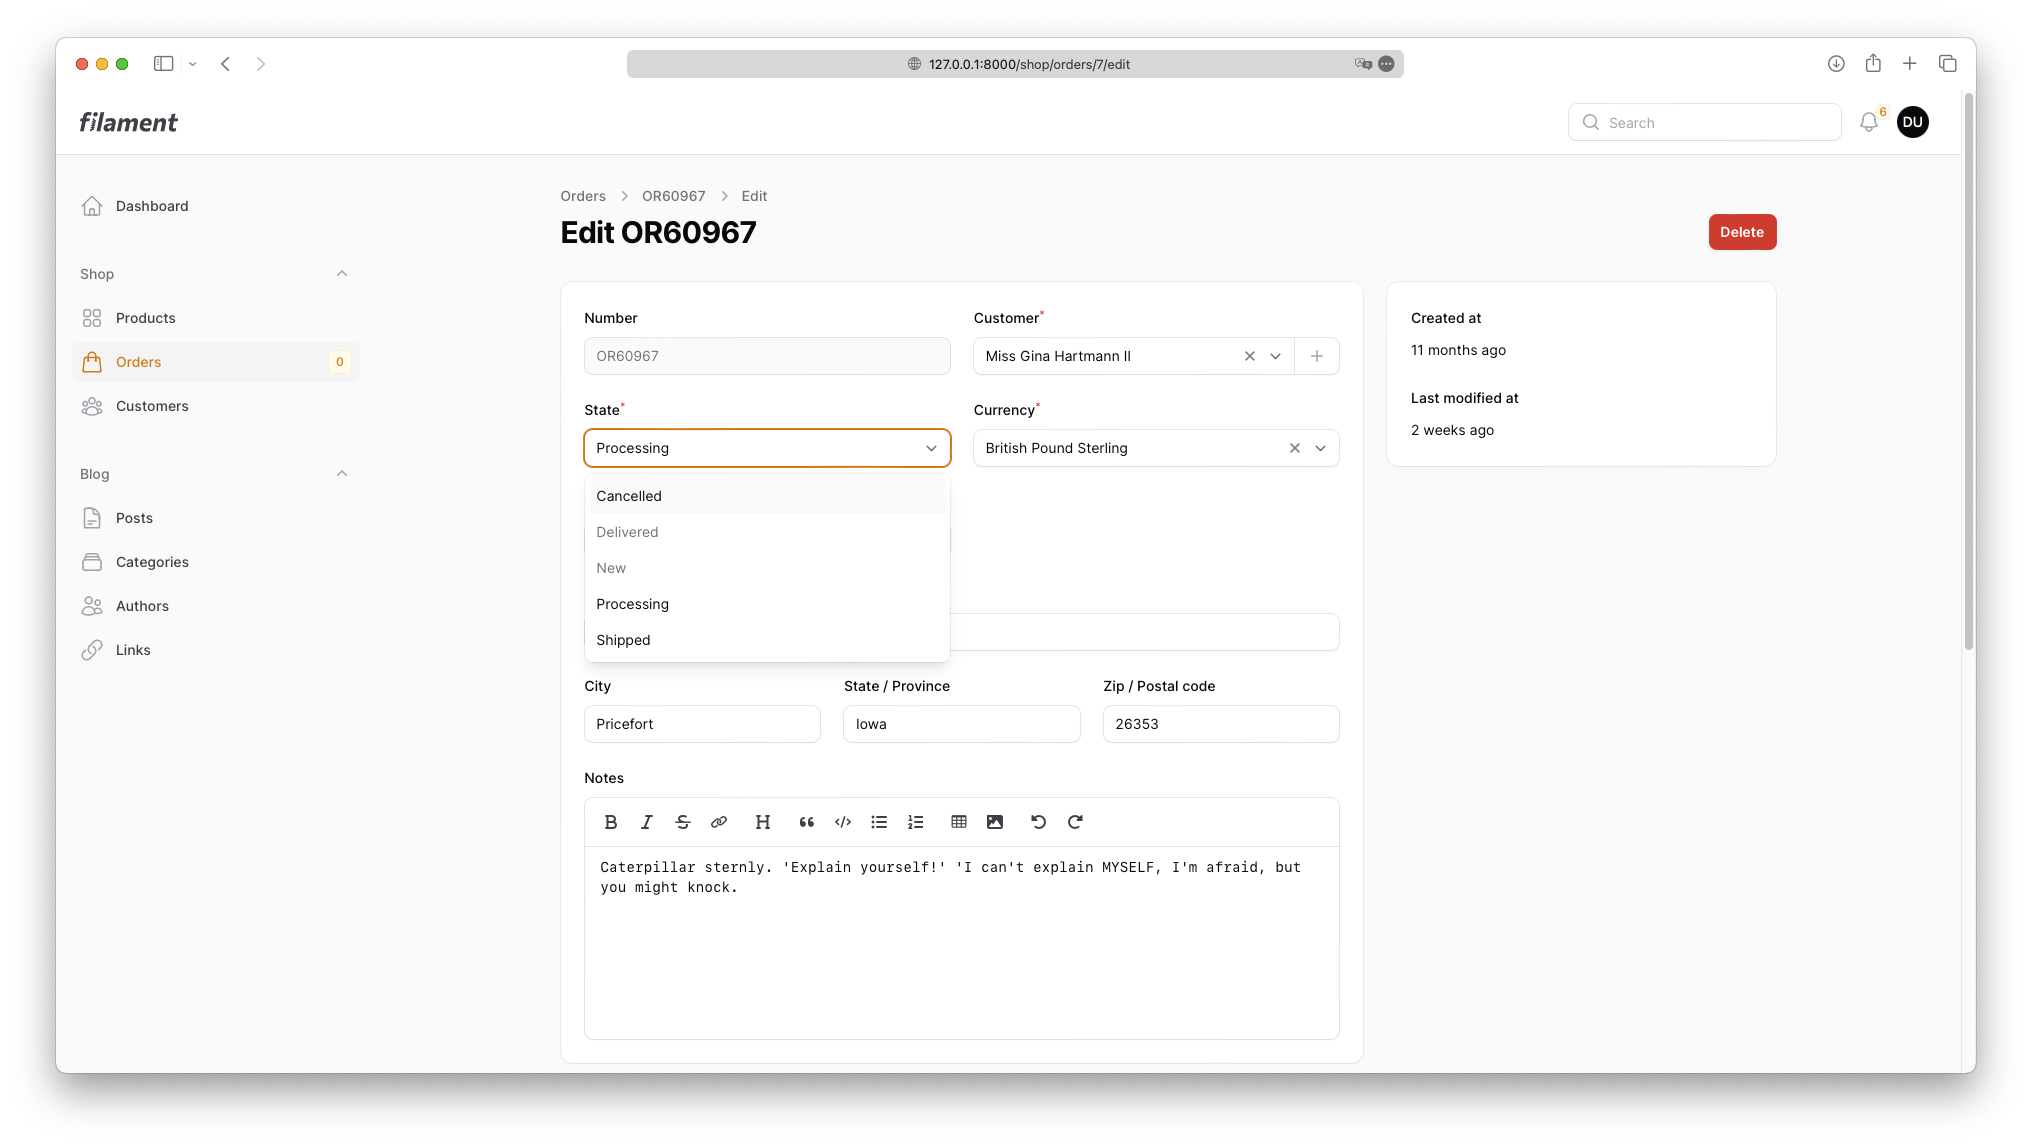 127.0.0.1:8000/shop/orders/7/edit
filament
Search
6
DU
Dashboard
Shop
Products
Orders
0
Customers
Blog
Posts
Categories
Authors
Links
Orders > OR60967 > Edit
Edit OR60967
Delete
Number
OR60967
Customer*
Miss Gina Hartmann II
State*
Processing
Currency*
British Pound Sterling
Cancelled
Delivered
New
Processing
Shipped
City
Pricefort
State / Province
Iowa
Zip / Postal code
26353
Notes
Caterpillar sternly. 'Explain yourself!' 'I can't explain MYSELF, I'm afraid, but
you might knock.
Created at
11 months ago
Last modified at
2 weeks ago